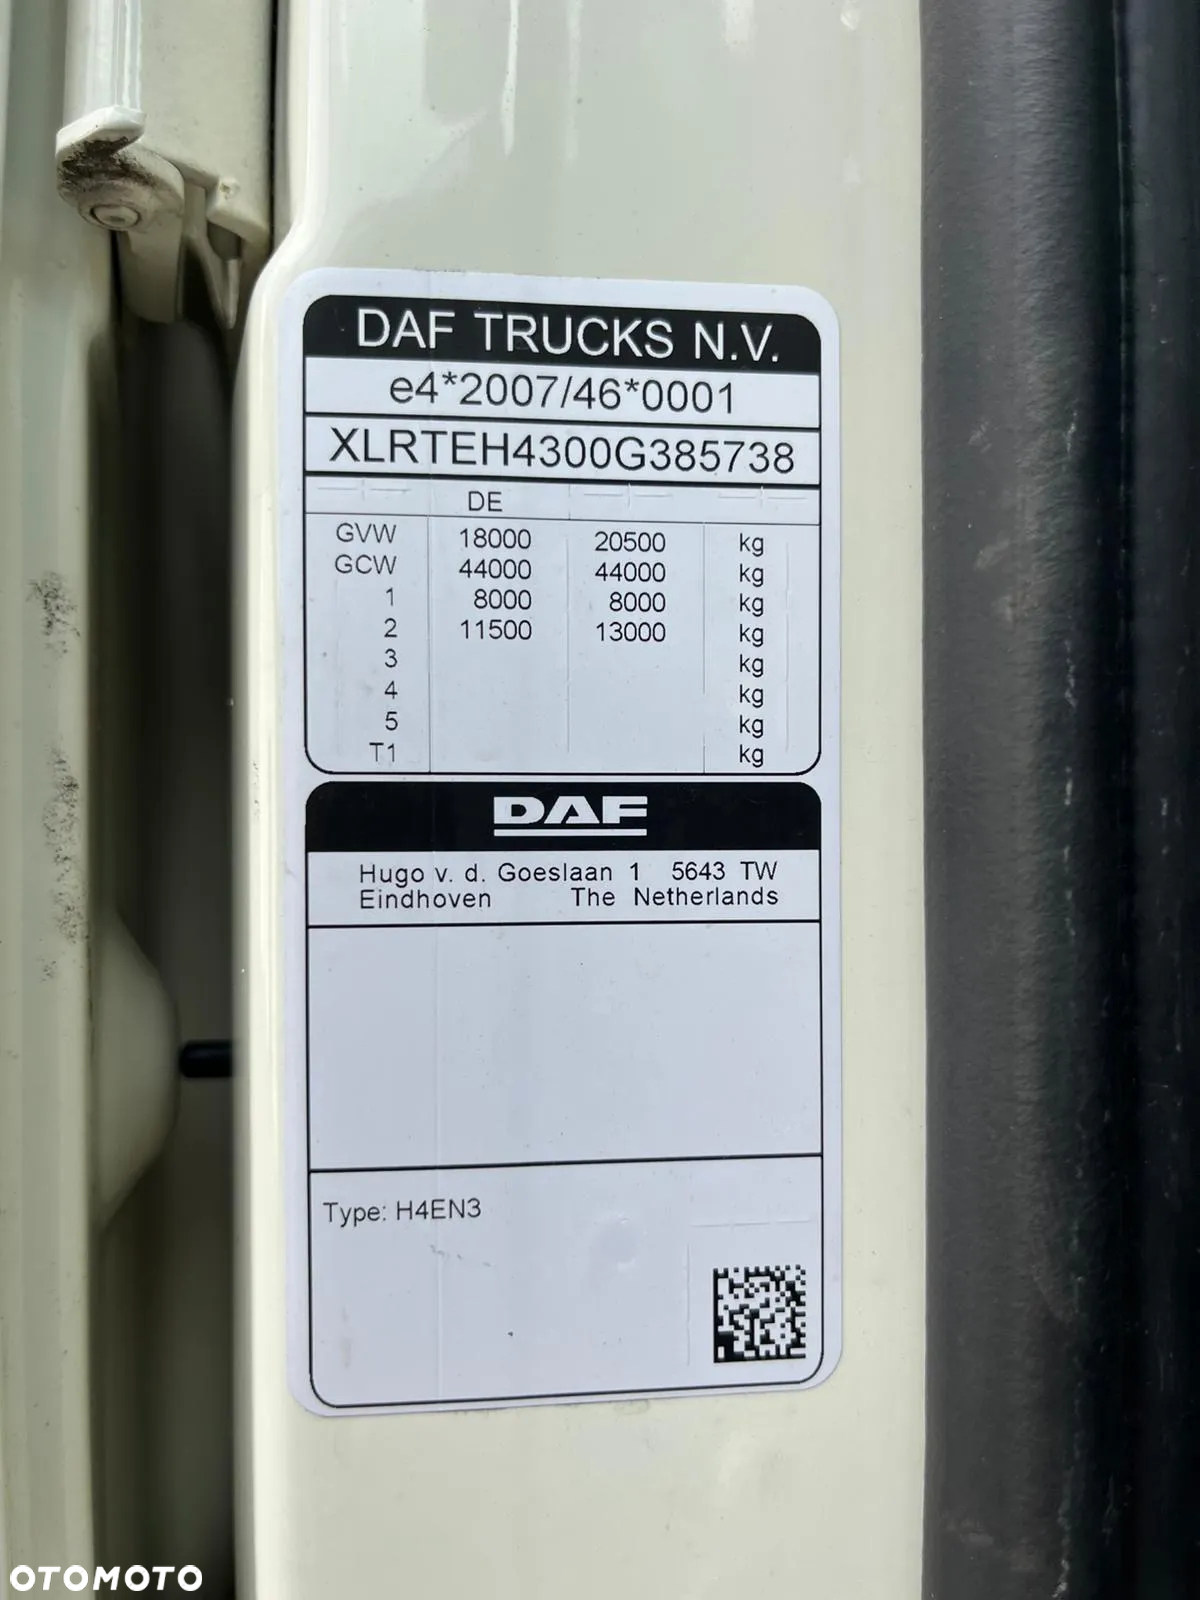 DAF TRUCKS N.V.
e4*2007/46*0001
XLRTEH4300G385738
DE
GVW 18000 20500 kg
GCW 44000 44000 kg
1 8000 8000 kg
2 11500 13000 kg
3 kg
4 kg
5 kg
T1 kg
DAF
Hugo v. d. Goeslaan 1 5643 TW
Eindhoven The Netherlands
Type: H4EN3
OTOMOTO